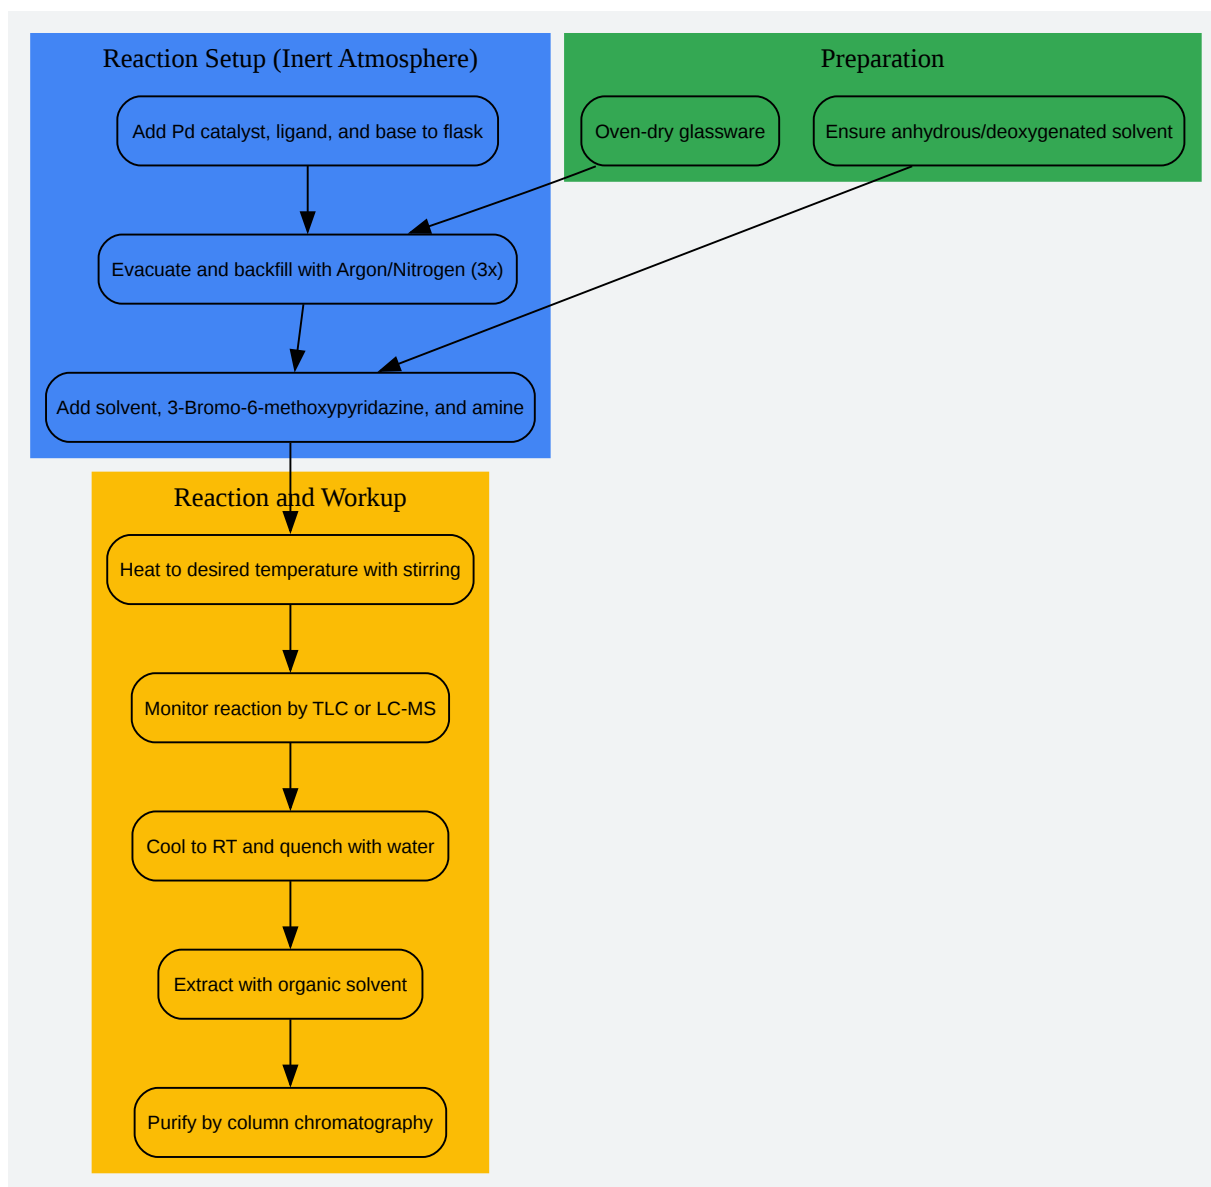 Reaction Setup (Inert Atmosphere)
Add Pd catalyst, ligand, and base to flask
Evacuate and backfill with Argon/Nitrogen (3x)
Add solvent, 3-Bromo-6-methoxypyridazine, and amine
Preparation
Oven-dry glassware
Ensure anhydrous/deoxygenated solvent
Reaction and Workup
Heat to desired temperature with stirring
Monitor reaction by TLC or LC-MS
Cool to RT and quench with water
Extract with organic solvent
Purify by column chromatography